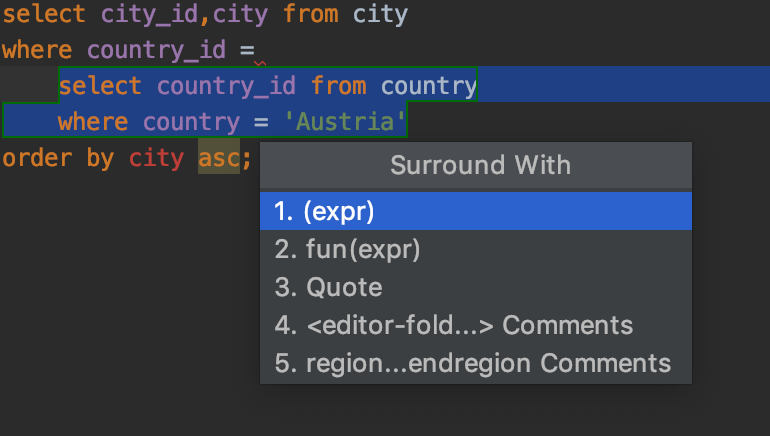 select city_id,city from city
where country_id =
select country_id from country
where country = 'Austria'
order by city asc;
Surround With
1. (expr)
2. fun(expr)
3. Quote
4. <editor-fold...> Comments
5. region...endregion Comments